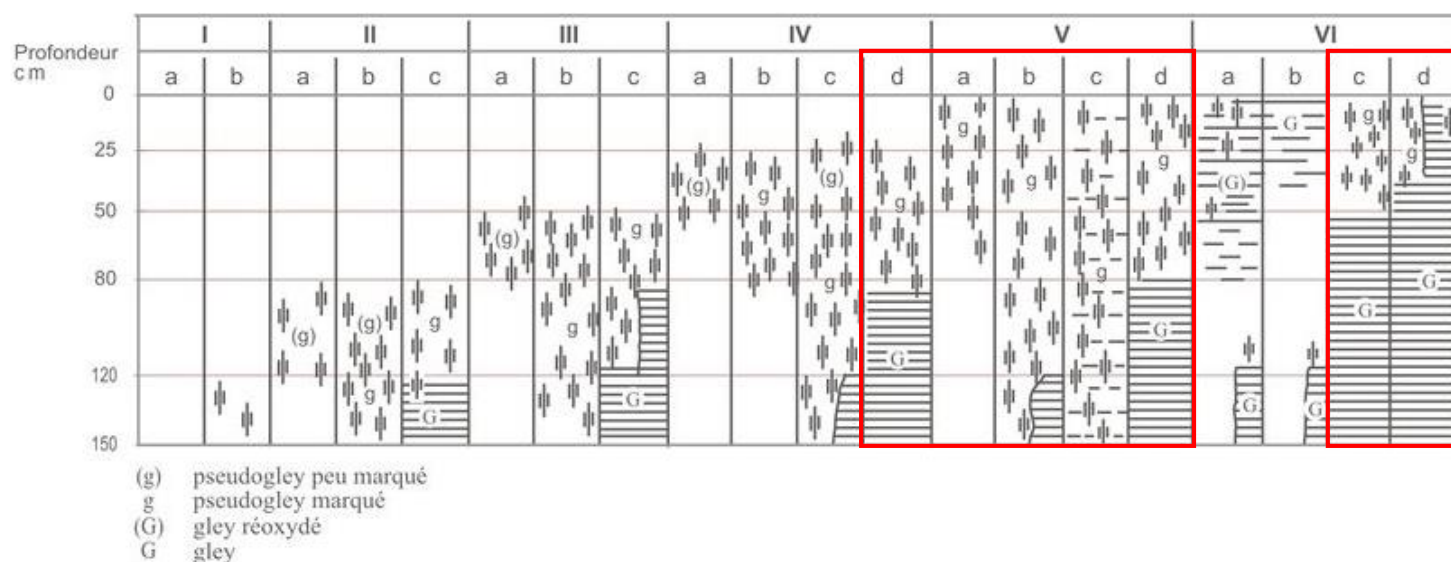 I II III IV V VI
Profondeur
cm
a b a b c a b c a b c d a b c d a b c d
0
g g g G g
25
(g) g (g) g g g (G) g
50
(g) g g g
80
g G
(g) (g) g g G G G
120
g G G G G
150
(g) pseudogley peu marqué
g pseudogley marqué
(G) gley réoxydé
G gley